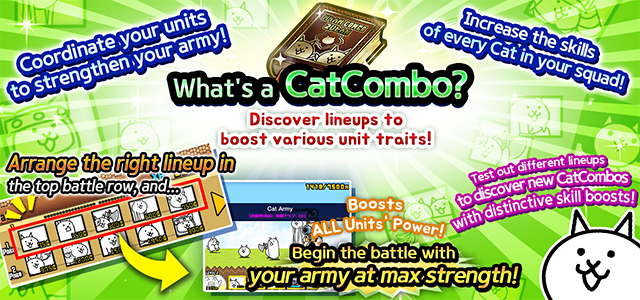 Coordinate your units
to strengthen your army!
Increase the skills
of every Cat in your squad!
What's a CatCombo?
Discover lineups to
boost various unit traits!
Arrange the right lineup in
the top battle row, and...
Cat Army
Boosts
ALL Units' Power!
Test out different lineups
to discover new CatCombos
with distinctive skill boosts!
Begin the battle with
your army at max strength!